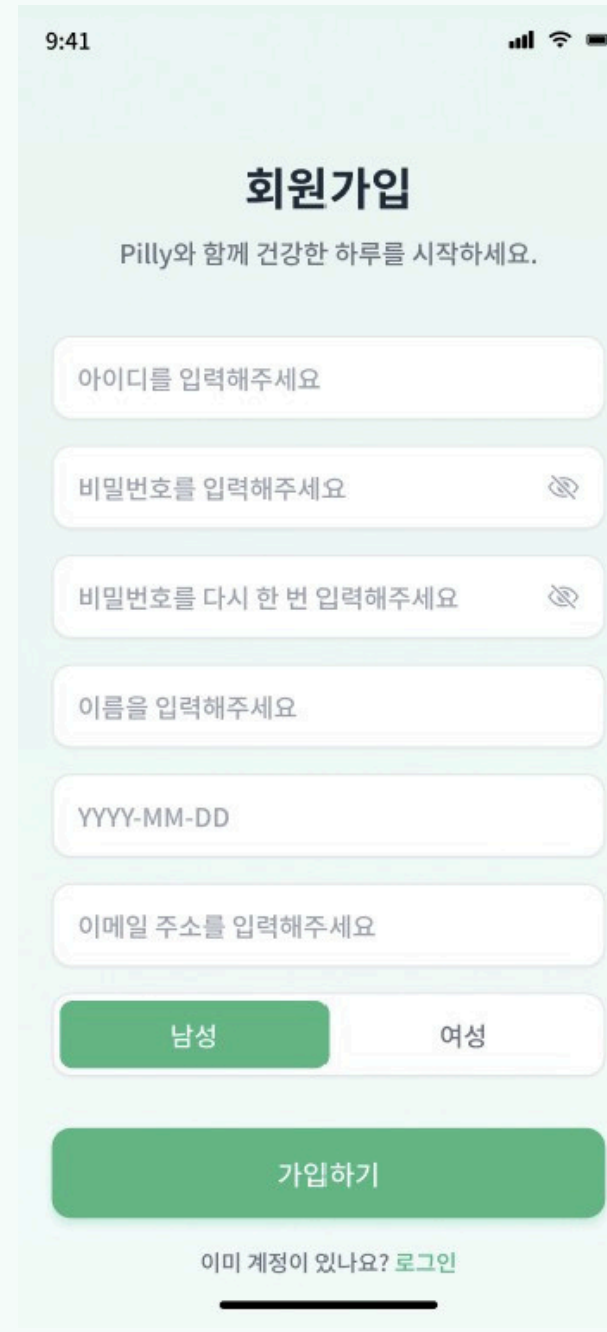 9:41
회원가입
Pilly와 함께 건강한 하루를 시작하세요.
아이디를 입력해주세요
비밀번호를 입력해주세요
비밀번호를 다시 한 번 입력해주세요
이름을 입력해주세요
YYYY-MM-DD
이메일 주소를 입력해주세요
남성 여성
가입하기
이미 계정이 있나요? 로그인